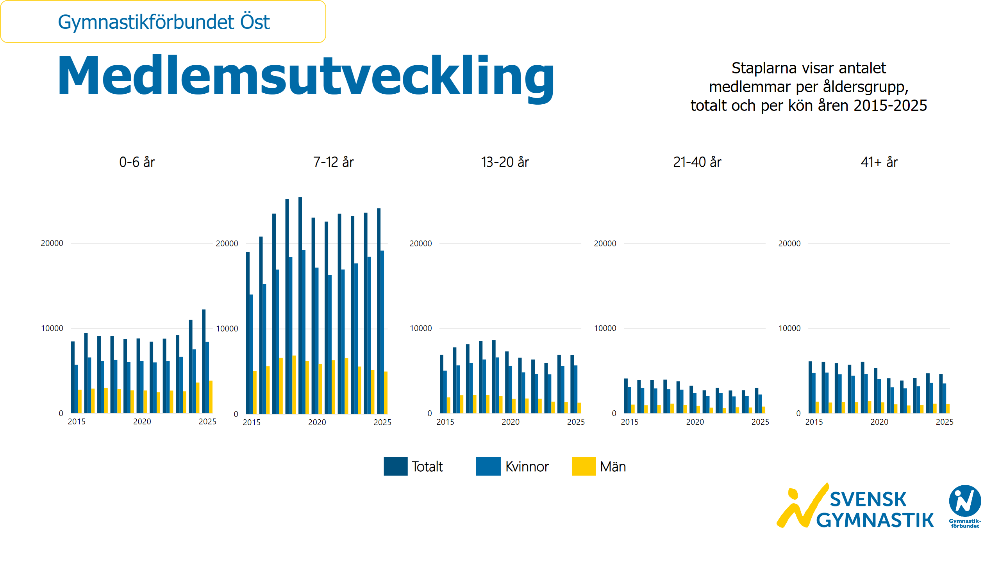 Gymnastikförbundet Öst
Medlemsutveckling
Staplarna visar antalet
medlemmar per åldersgrupp,
totalt och per kön åren 2015-2025
0-6 år
20000
10000
0
2015 2020 2025
7-12 år
20000
10000
0
2015 2020 2025
13-20 år
20000
10000
0
2015 2020 2025
21-40 år
20000
10000
0
2015 2020 2025
41+ år
20000
10000
0
2015 2020 2025
Totalt Kvinnor Män
SVENSK
GYMNASTIK
Gymnastik-
förbundet